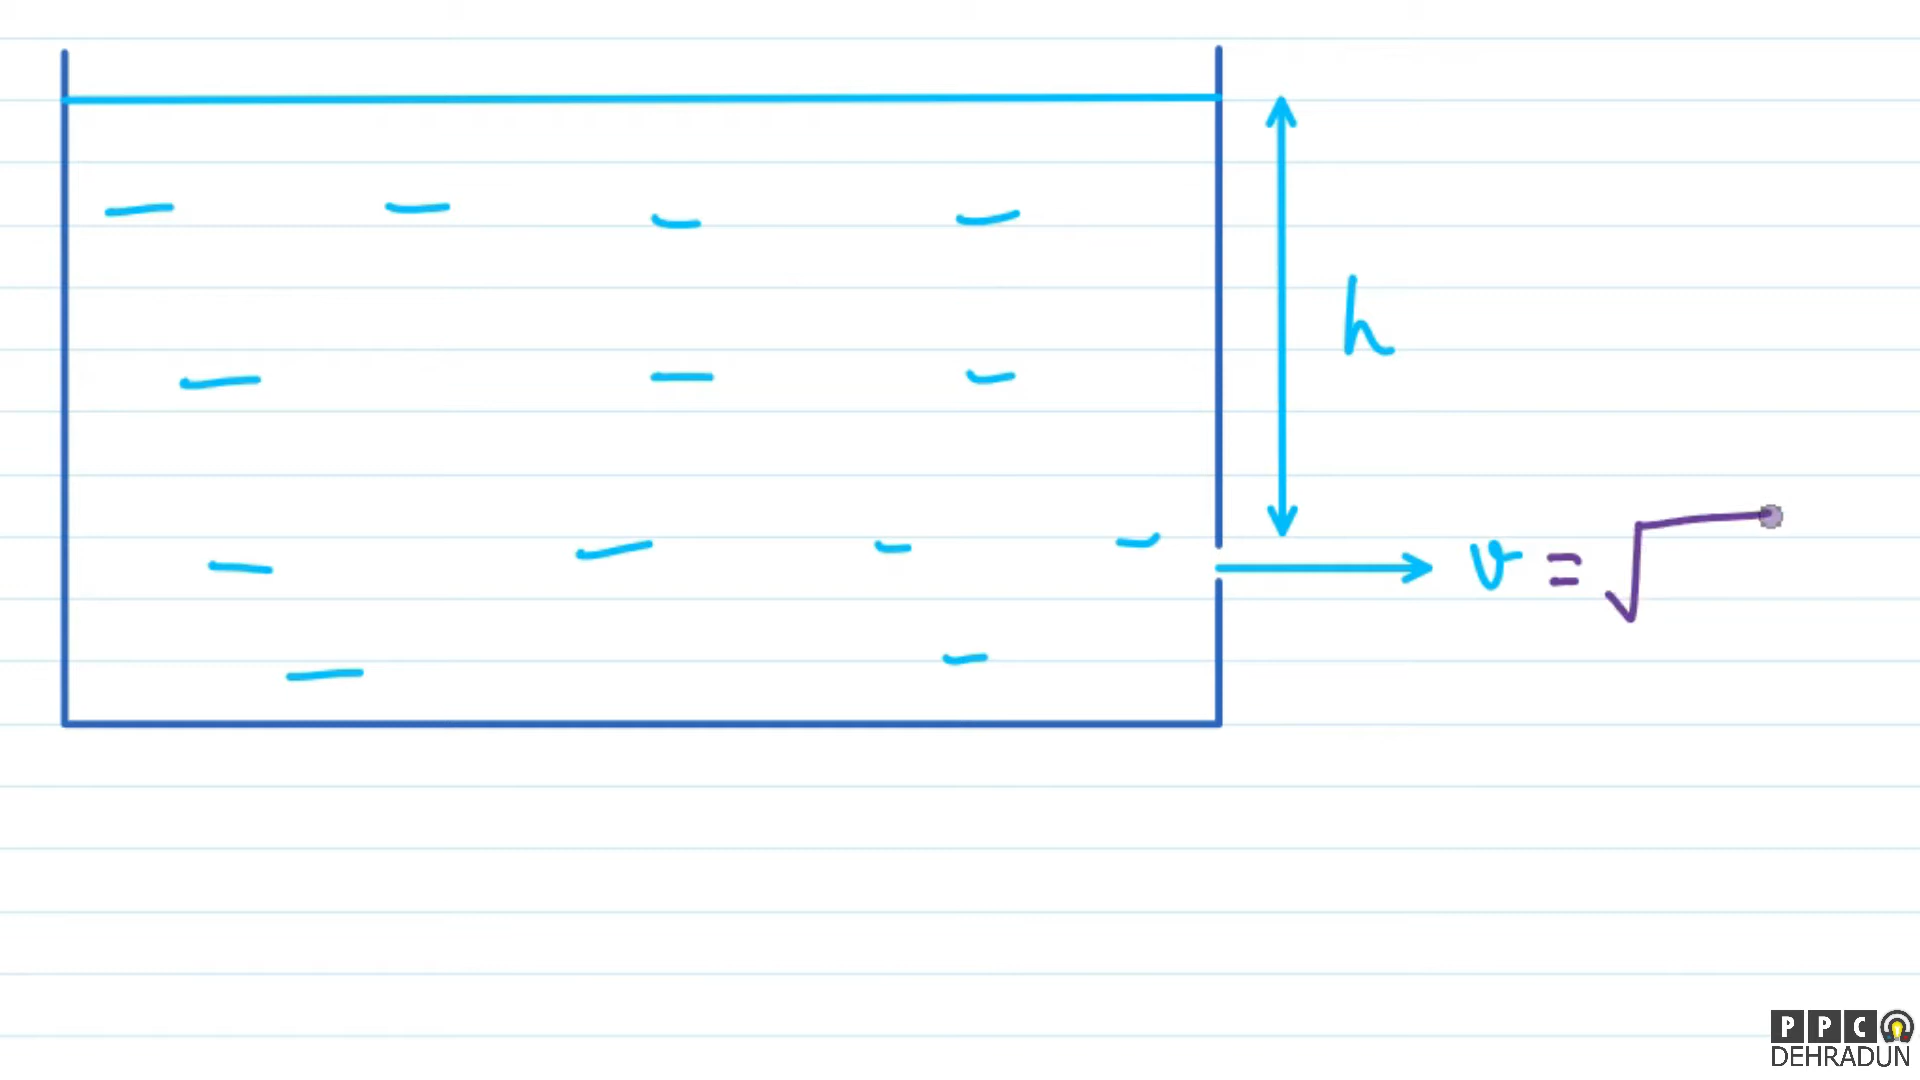 h
v = √
PPC
DEHRADUN